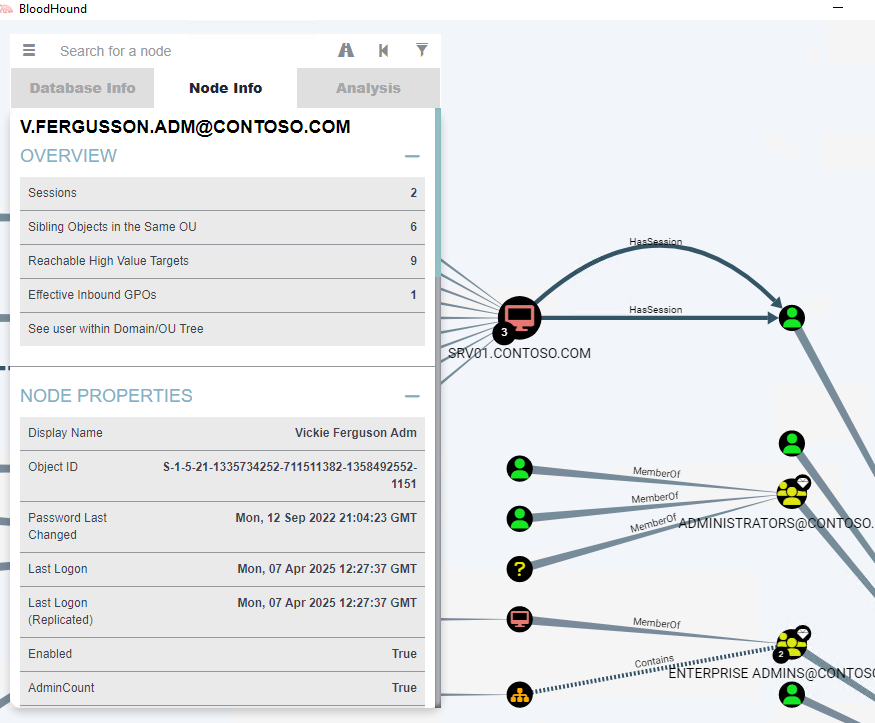 BloodHound
Search for a node
Database Info Node Info Analysis
V.FERGUSSON.ADM@CONTOSO.COM
OVERVIEW
Sessions 2
Sibling Objects in the Same OU 6
Reachable High Value Targets 9
Effective Inbound GPOs 1
See user within Domain/OU Tree
NODE PROPERTIES
Display Name Vickie Ferguson Adm
Object ID S-1-5-21-1335734252-711511382-1358492552-
1151
Password Last Mon, 12 Sep 2022 21:04:23 GMT
Changed
Last Logon Mon, 07 Apr 2025 12:27:37 GMT
Last Logon Mon, 07 Apr 2025 12:27:37 GMT
(Replicated)
Enabled True
AdminCount True
HasSession
HasSession
3
SRV01.CONTOSO.COM
MemberOf
MemberOf
MemberOf
ADMINISTRATORS@CONTOSO.
?
MemberOf
Contains
2
ENTERPRISE ADMINS@CONTOSO